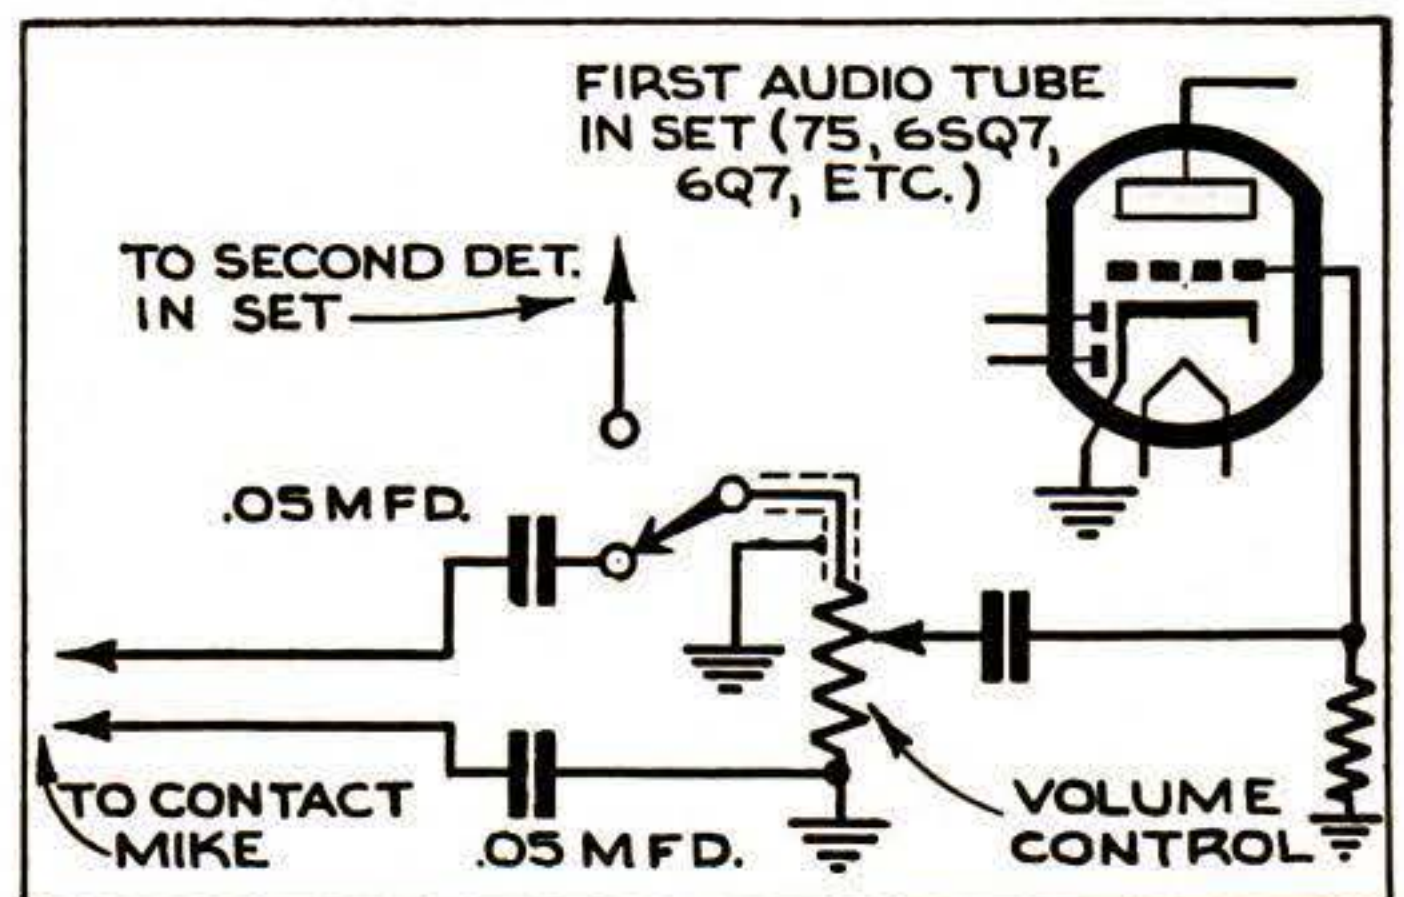 FIRST AUDIO TUBE
IN SET (75, 6SQ7,
6Q7, ETC.)
TO SECOND DET.
IN SET
.05 MFD.
TO CONTACT
MIKE
.05 MFD.
VOLUME
CONTROL